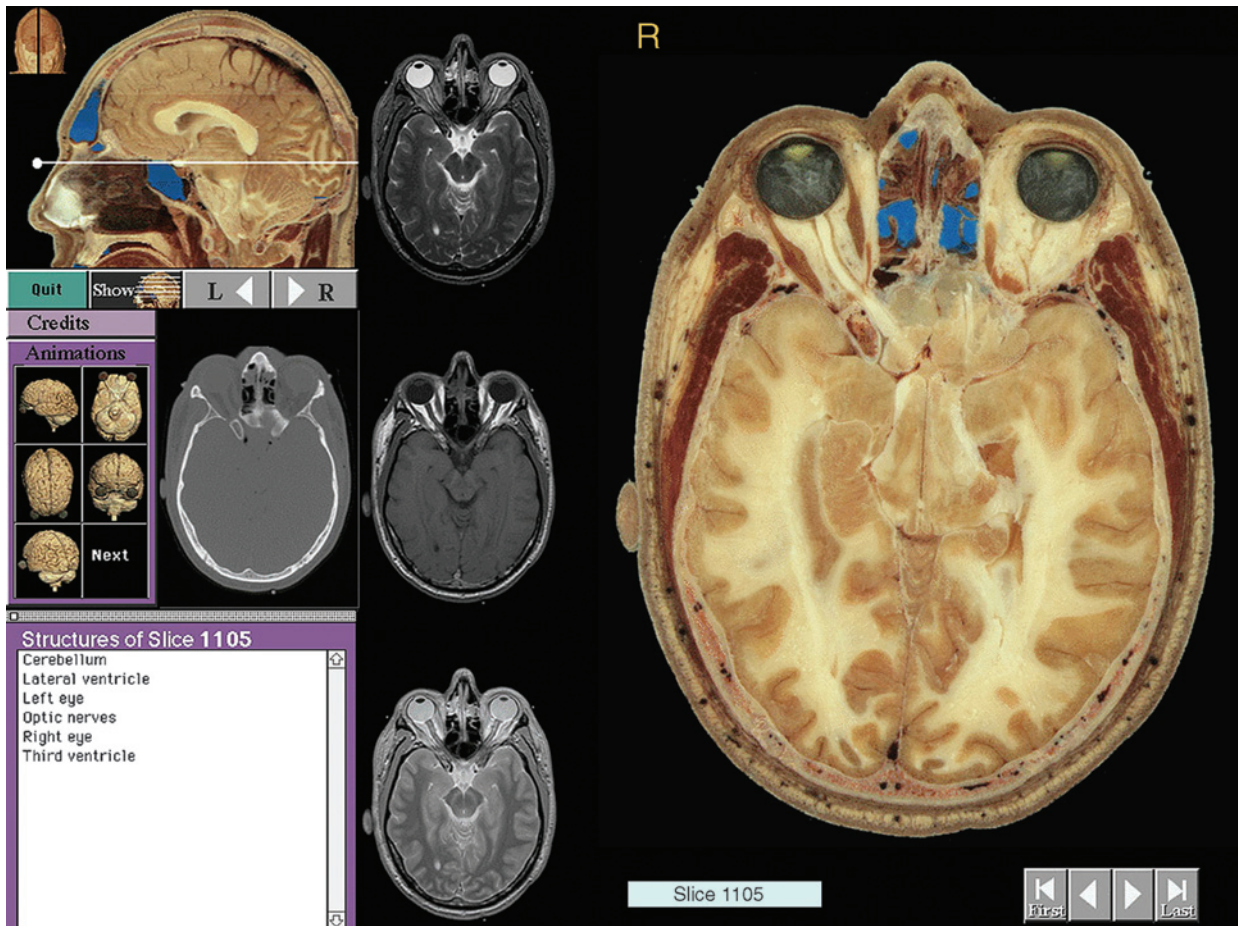 R
Quit
Show
L
R
Credits
Animations
Next
Structures of Slice 1105
Cerebellum
Lateral ventricle
Left eye
Optic nerves
Right eye
Third ventricle
Slice 1105
First
Last